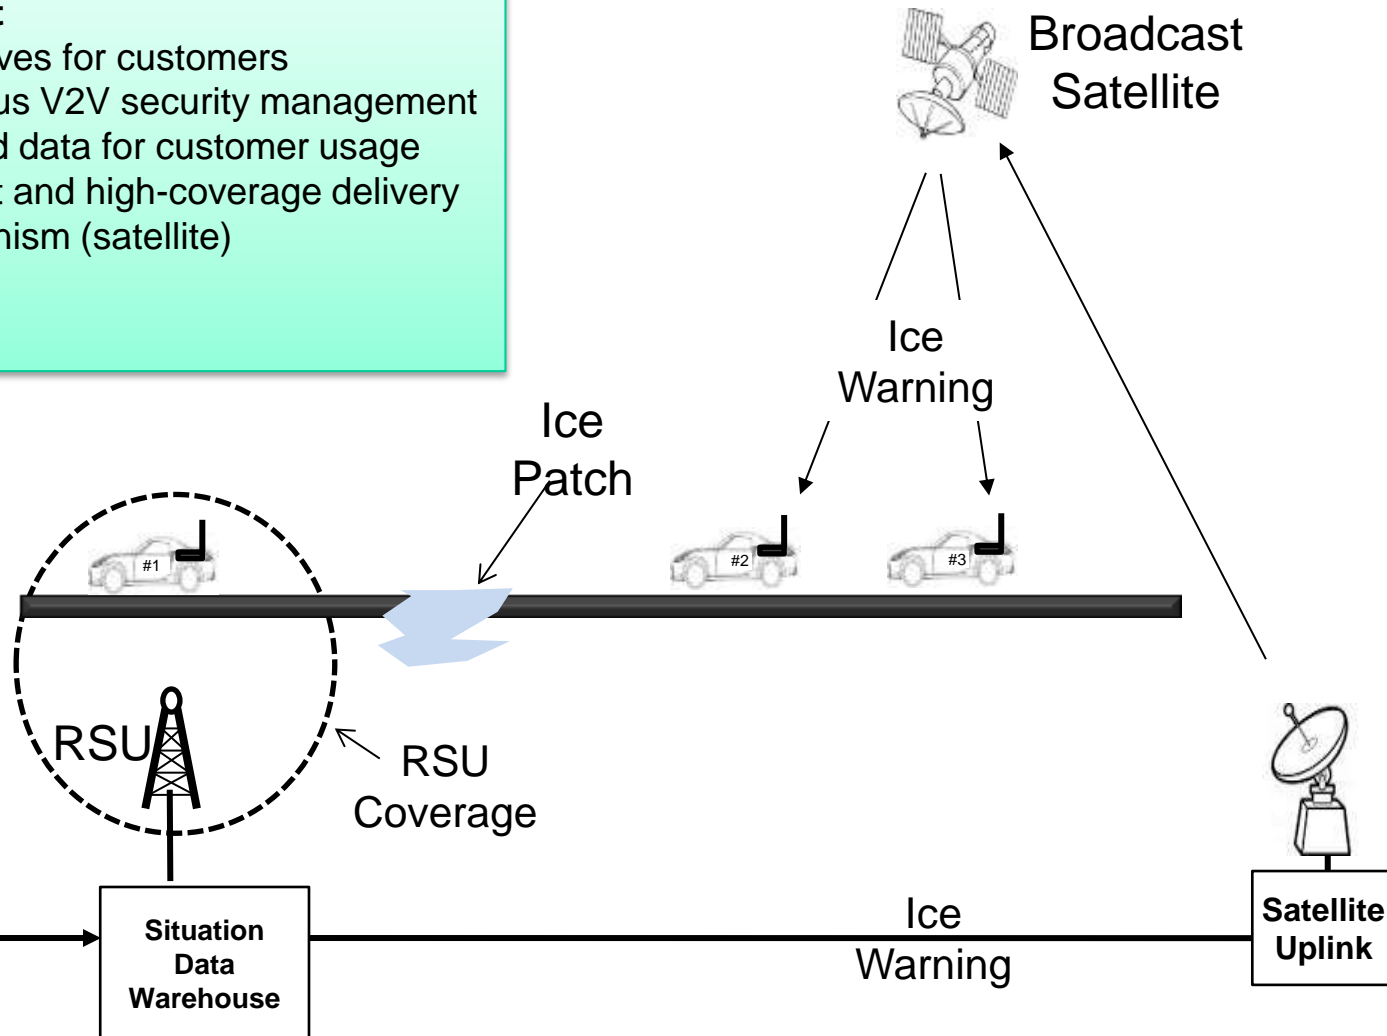 ves for customers
us V2V security management
d data for customer usage
t and high-coverage delivery
nism (satellite)
Broadcast
Satellite
Ice
Warning
Ice
Patch
#1
#2
#3
RSU
RSU
Coverage
Situation
Data
Warehouse
Ice
Warning
Satellite
Uplink